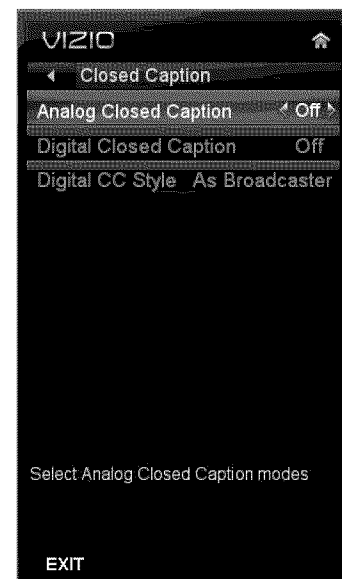 VIZIO
Closed Caption
Analog Closed Caption Off
Digital Closed Caption Off
Digital CC Style As Broadcaster
Select Analog Closed Caption modes
EXIT